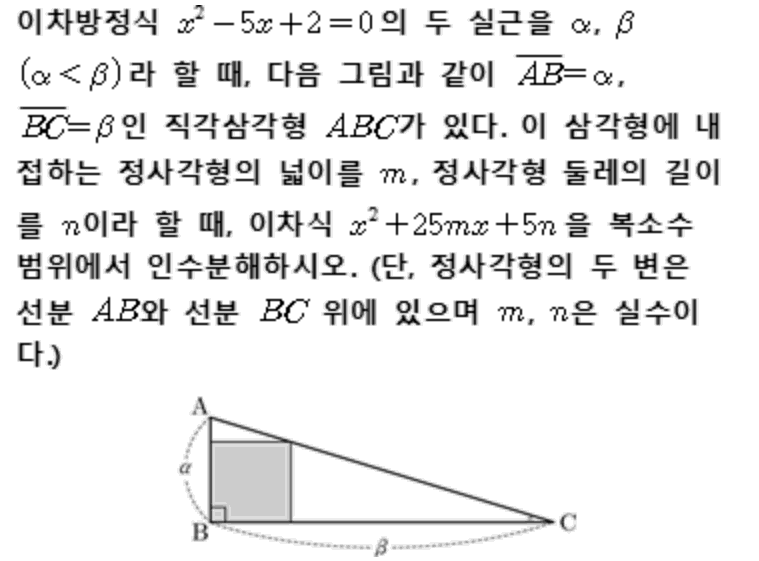 이차방정식 x² − 5x + 2 = 0의 두 실근을 α, β
(α < β)라 할 때, 다음 그림과 같이 \overline{AB} = α,
\overline{BC} = β인 직각삼각형 ABC가 있다. 이 삼각형에 내
접하는 정사각형의 넓이를 m, 정사각형 둘레의 길이
를 n이라 할 때, 이차식 x² + 25mx + 5n을 복소수
범위에서 인수분해하시오. (단, 정사각형의 두 변은
선분 AB와 선분 BC 위에 있으며 m, n은 실수이
다.)
A
α
B
C
β